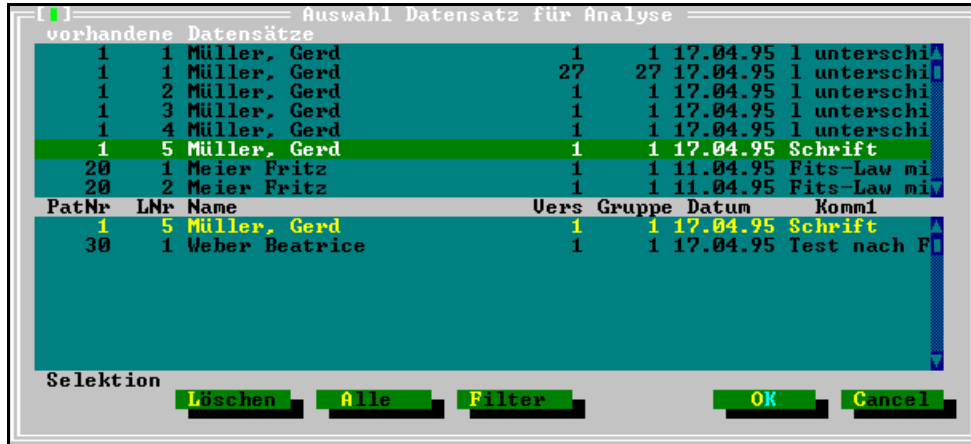 [ ] Auswahl Datensatz für Analyse
vorhandene Datensätze
1 1 Müller, Gerd 1 1 17.04.95 l unterschi
1 1 Müller, Gerd 27 27 17.04.95 l unterschi
1 2 Müller, Gerd 1 1 17.04.95 l unterschi
1 3 Müller, Gerd 1 1 17.04.95 l unterschi
1 4 Müller, Gerd 1 1 17.04.95 l unterschi
1 5 Müller, Gerd 1 1 17.04.95 Schrift
20 1 Meier Fritz 1 1 11.04.95 Fits-Law mi
20 2 Meier Fritz 1 1 11.04.95 Fits-Law mi
PatNr LNr Name Vers Gruppe Datum Komm1
1 5 Müller, Gerd 1 1 17.04.95 Schrift
30 1 Weber Beatrice 1 1 17.04.95 Test nach F
Selektion
Löschen Alle Filter OK Cancel